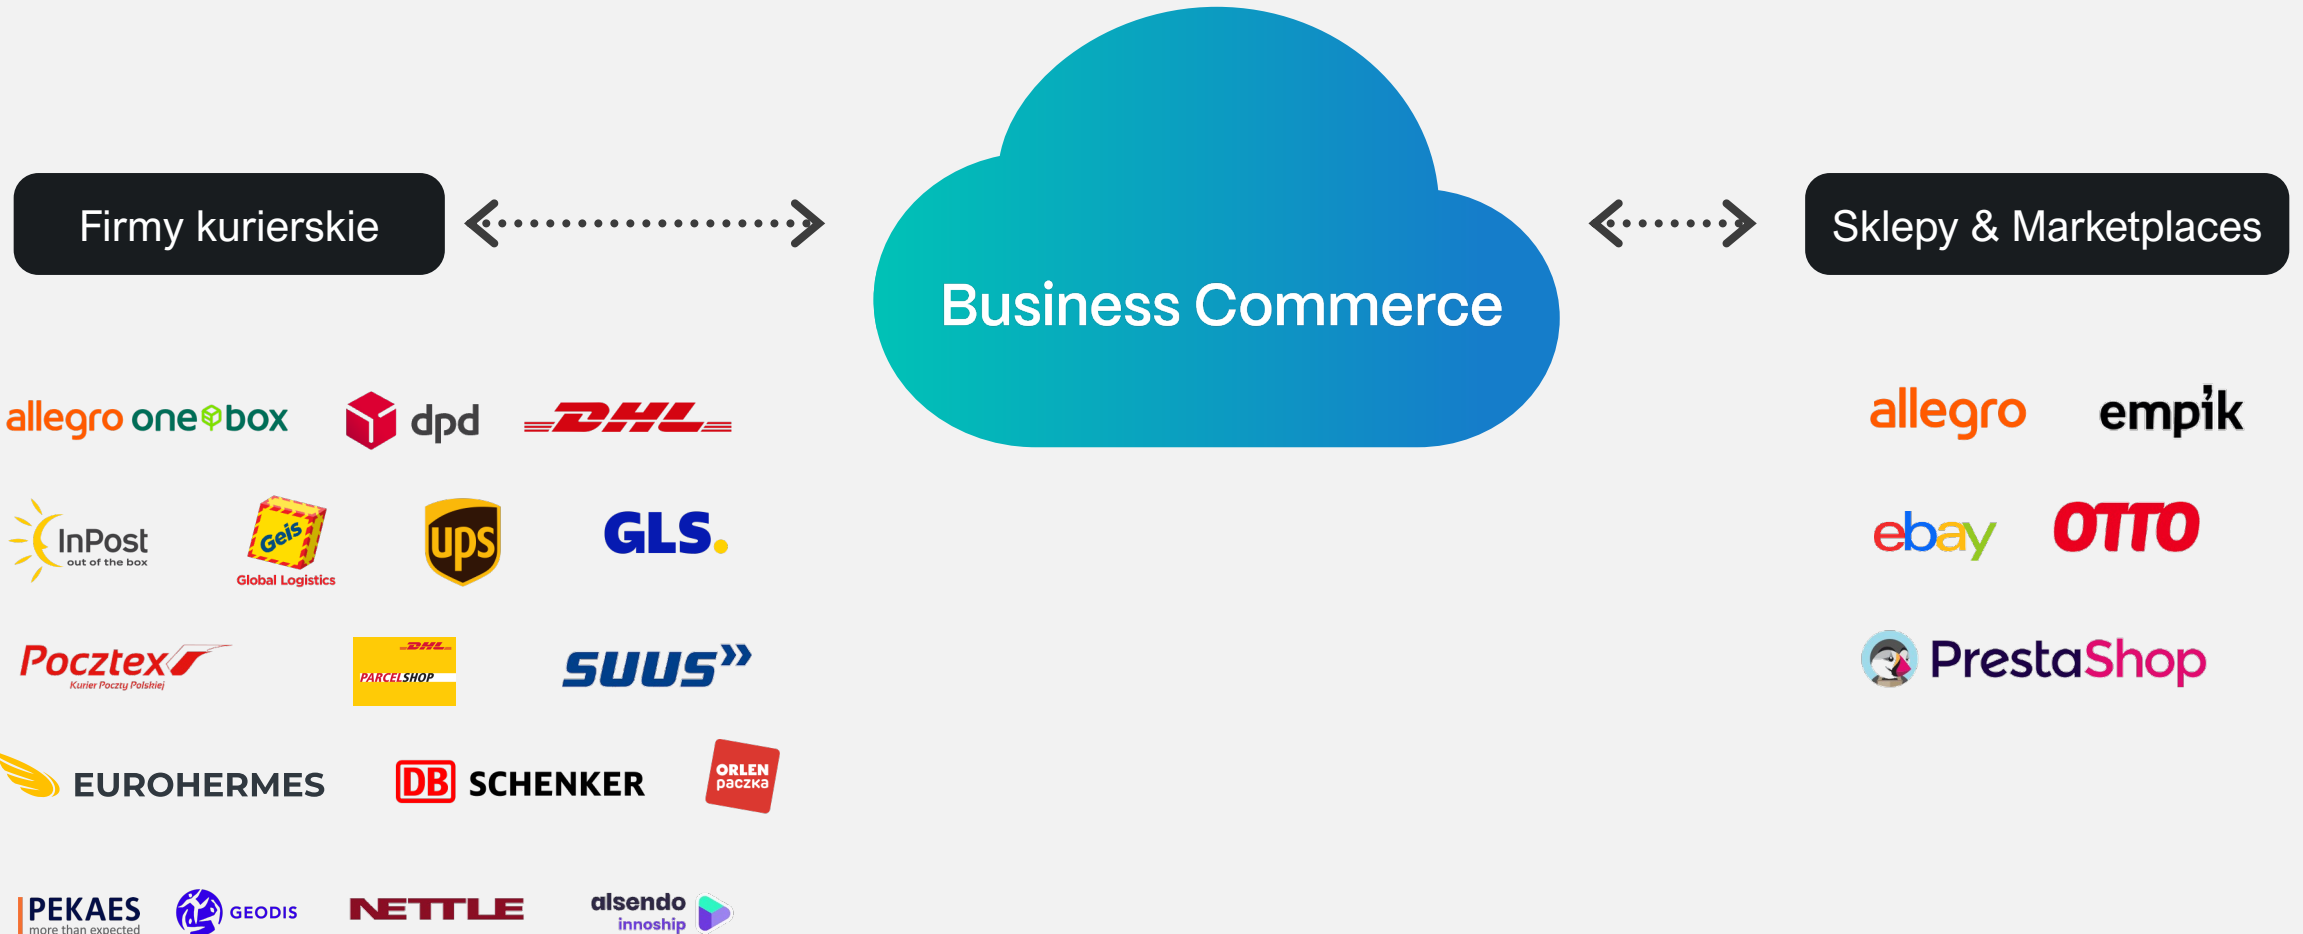 Firmy kurierskie
Business Commerce
Sklepy & Marketplaces
allegro one box
dpd
DHL
allegro
empik
InPost
out of the box
Geis
Global Logistics
ups
GLS.
ebay
OTTO
Pocztex
Kurier Poczty Polskiej
DHL
PARCELSHOP
SUUS
PrestaShop
EUROHERMES
DB SCHENKER
ORLEN
paczka
PEKAES
more than expected
GEODIS
NETTLE
alsendo
innoship